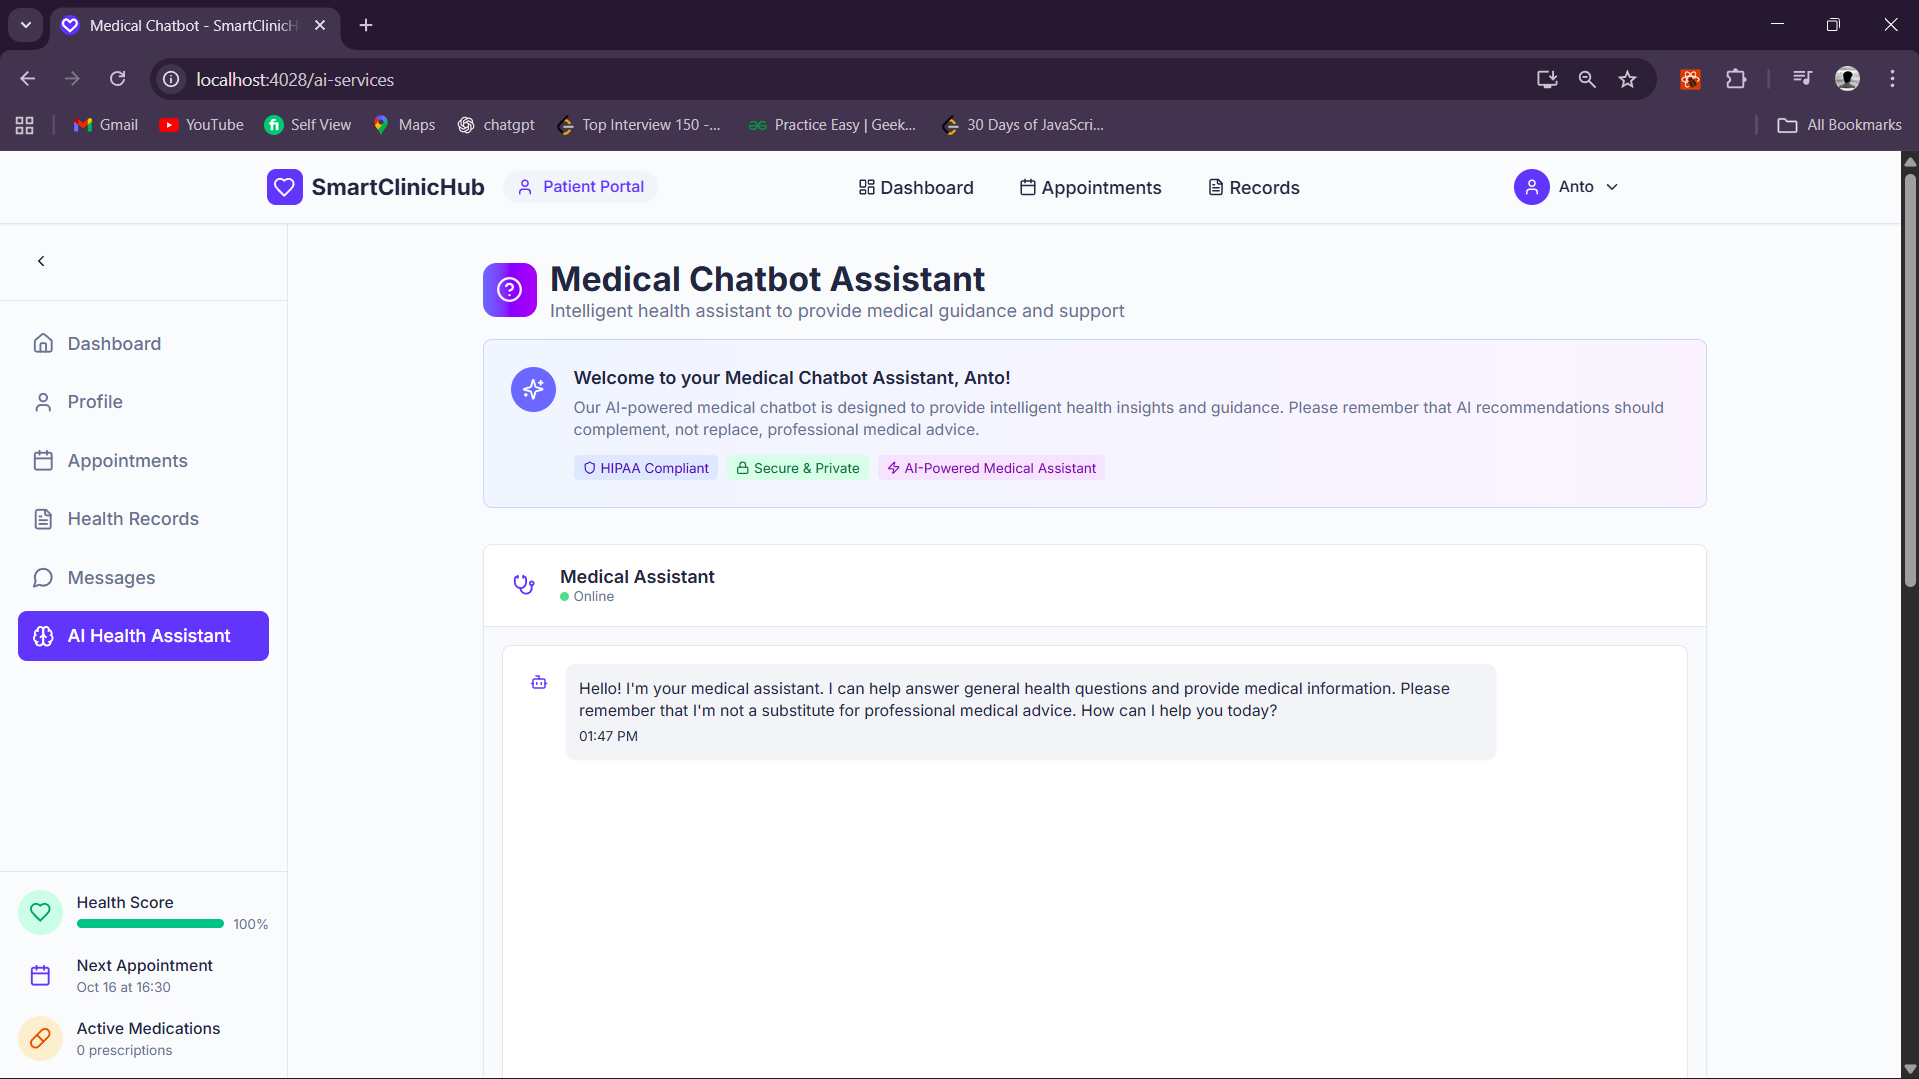 Medical Chatbot - SmartClinicH
localhost:4028/ai-services
Gmail
YouTube
Self View
Maps
chatgpt
Top Interview 150 -...
Practice Easy | Geek...
30 Days of JavaScri...
All Bookmarks
SmartClinicHub
Patient Portal
Dashboard
Appointments
Records
Anto
Dashboard
Profile
Appointments
Health Records
Messages
AI Health Assistant
Health Score
100%
Next Appointment
Oct 16 at 16:30
Active Medications
0 prescriptions
Medical Chatbot Assistant
Intelligent health assistant to provide medical guidance and support
Welcome to your Medical Chatbot Assistant, Anto!
Our AI-powered medical chatbot is designed to provide intelligent health insights and guidance. Please remember that AI recommendations should
complement, not replace, professional medical advice.
HIPAA Compliant
Secure & Private
AI-Powered Medical Assistant
Medical Assistant
Online
Hello! I'm your medical assistant. I can help answer general health questions and provide medical information. Please
remember that I'm not a substitute for professional medical advice. How can I help you today?
01:47 PM